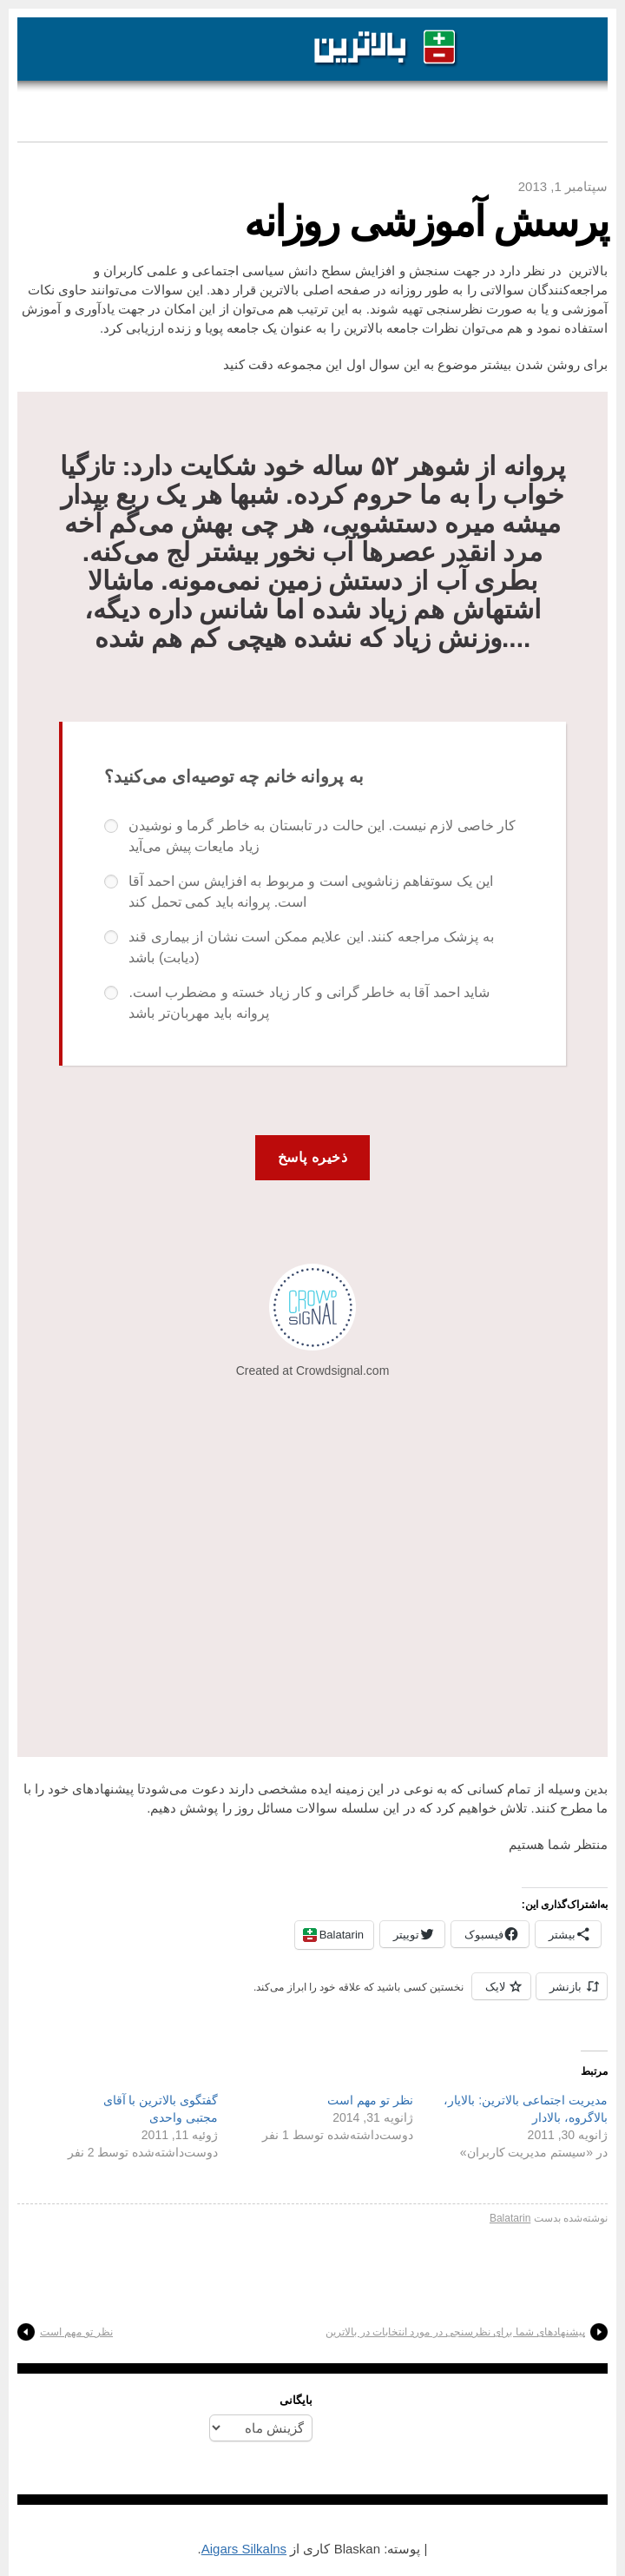 بالاترین
سپتامبر 1, 2013
پرسش آموزشی روزانه
بالاترین  در نظر دارد در جهت سنجش و افزایش سطح دانش سیاسی اجتماعی و علمی کاربران و
مراجعه‌کنندگان سوالاتی را به طور روزانه در صفحه اصلی بالاترین قرار دهد. این سوالات می‌توانند حاوی نکات
آموزشی و یا به صورت نظرسنجی تهیه شوند. به این ترتیب هم می‌توان از این امکان در جهت یادآوری و آموزش
استفاده نمود و هم می‌توان نظرات جامعه بالاترین را به عنوان یک جامعه پویا و زنده ارزیابی کرد.
برای روشن شدن بیشتر موضوع به این سوال اول این مجموعه دقت کنید
پروانه از شوهر ۵۲ ساله خود شکایت دارد: تازگیا
خواب را به ما حروم کرده. شبها هر یک ربع بیدار
میشه میره دستشویی، هر چی بهش می‌گم آخه
مرد انقدر عصرها آب نخور بیشتر لج می‌کنه.
بطری آب از دستش زمین نمی‌مونه. ماشالا
اشتهاش هم زیاد شده اما شانس داره دیگه،
وزنش زیاد که نشده هیچی کم هم شده....
به پروانه خانم چه توصیه‌ای می‌کنید؟
کار خاصی لازم نیست. این حالت در تابستان به خاطر گرما و نوشیدن
زیاد مایعات پیش می‌آید
این یک سوتفاهم زناشویی است و مربوط به افزایش سن احمد آقا
است. پروانه باید کمی تحمل کند
به پزشک مراجعه کنند. این علایم ممکن است نشان از بیماری قند
(دیابت) باشد
شاید احمد آقا به خاطر گرانی و کار زیاد خسته و مضطرب است.
پروانه باید مهربان‌تر باشد
ذخیره پاسخ
CROWD
SIGNAL
Created at Crowdsignal.com
بدین وسیله از تمام کسانی که به نوعی در این زمینه ایده مشخصی دارند دعوت می‌شودتا پیشنهادهای خود را با
ما مطرح کنند. تلاش خواهیم کرد که در این سلسله سوالات مسائل روز را پوشش دهیم.
منتظر شما هستیم
به‌اشتراک‌گذاری این:
بیشتر فیسبوک توییتر Balatarin
بازنشر لایک نخستین کسی باشید که علاقه خود را ابراز می‌کند.
مرتبط
مدیریت اجتماعی بالاترین: بالایار،
بالاگروه، بالادار
ژانویه 30, 2011
در «سیستم مدیریت کاربران»
نظر تو مهم است
ژانویه 31, 2014
دوست‌داشته‌شده توسط 1 نفر
گفتگوی بالاترین با آقای
مجتبی واحدی
ژوئیه 11, 2011
دوست‌داشته‌شده توسط 2 نفر
نوشته‌شده بدست Balatarin
پیشنهادهای شما برای نظرسنجی در مورد انتخابات در بالاترین
نظر تو مهم است
بایگانی
گزینش ماه
| پوسته: Blaskan کاری از Aigars Silkalns.